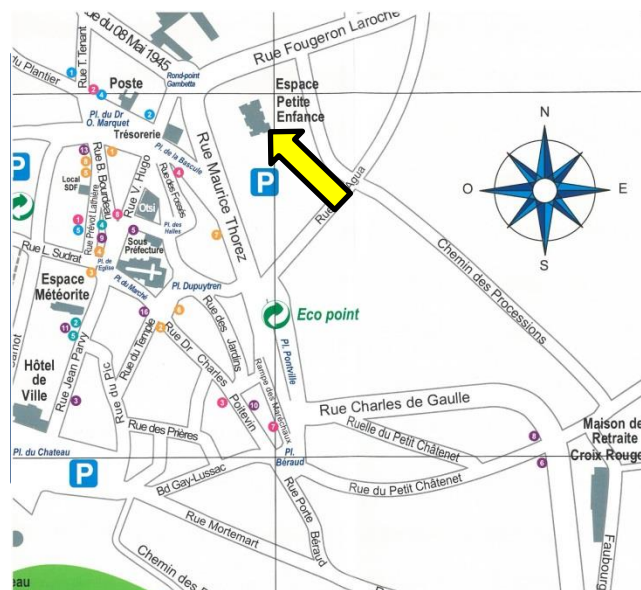 Rue du 08 Mai 1945
Rue Fougeron Laroche
Rue T. Tenant
du Plantier
Poste
Rond-point
Gambetta
Espace
Petite
Enfance
Pl. du Dr
O. Marquet
Trésorerie
Pl. de la Bascule
Rue Maurice Thorez
P
P
Agua
Local
SDF
Rue B. Bourdeau
Rue V. Hugo
Rue des Fossés
Otsi
Rue Prévot Lathière
Pl. des
Halles
Sous
Préfecture
Rue L. Sudrat
Pl. de
Eglise
Espace
Météorite
Pl. du Marché
Pl. Dupuytren
N
O
E
S
Chemin des Processions
Eco point
Rue du Temple
Rue des Jardins
Pl. Pontville
Rue Dr Charles Poitevin
Rampe des Maréchaux
Hôtel
de
Ville
Rue Jean Parvy
Rue du Pic
Rue des Prières
Rue Charles de Gaulle
Ruelle du Petit Châtenet
Rue du Petit Châtenet
Maison de
Retraite
Croix Rouge
Pl. du Chateau
P
Bd Gay-Lussac
Pl.
Béraud
Rue Porte Béraud
Rue Mortemart
Chemin des
Faubourg
eau